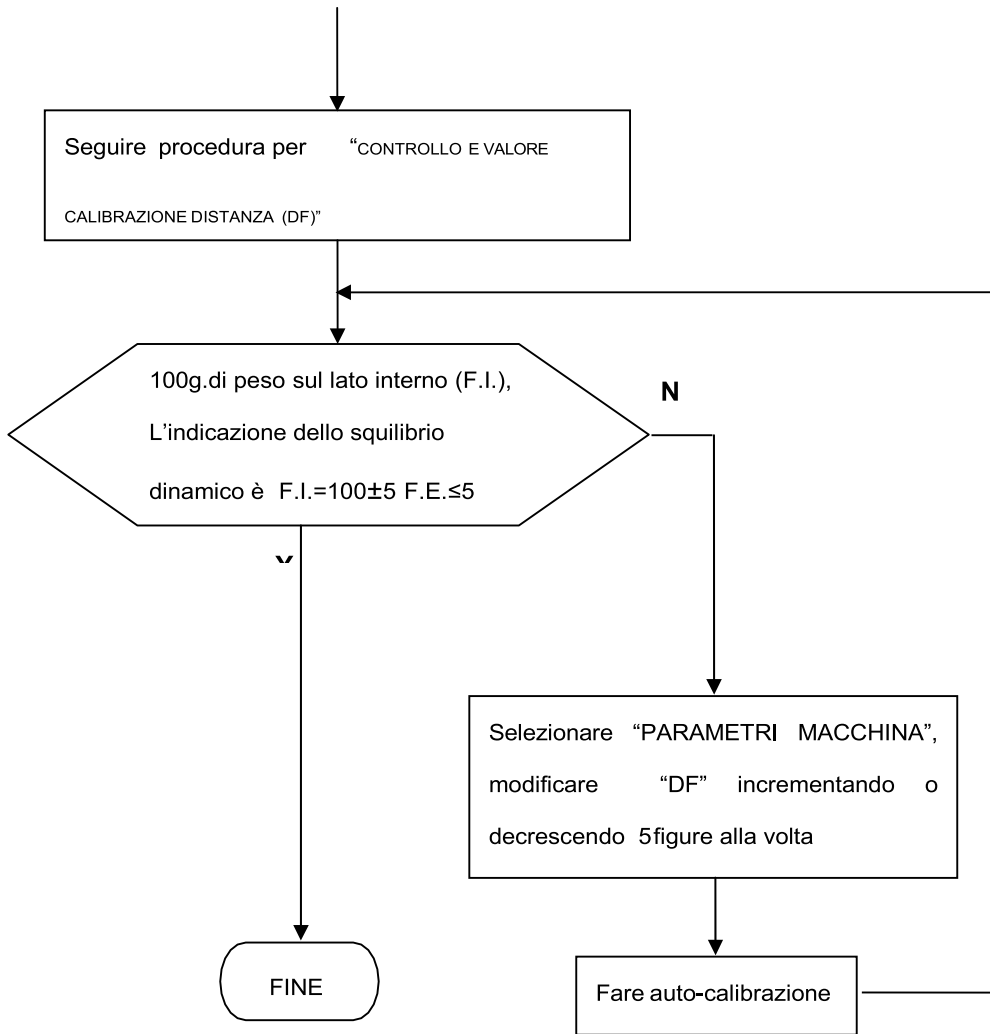 Seguire procedura per “CONTROLLO E VALORE
CALIBRAZIONE DISTANZA (DF)”
100g.di peso sul lato interno (F.I.),
L’indicazione dello squilibrio
dinamico è F.I.=100±5 F.E.≤5
N
Y
Selezionare “PARAMETRI MACCHINA”,
modificare “DF” incrementando o
decrescendo 5figure alla volta
FINE
Fare auto-calibrazione